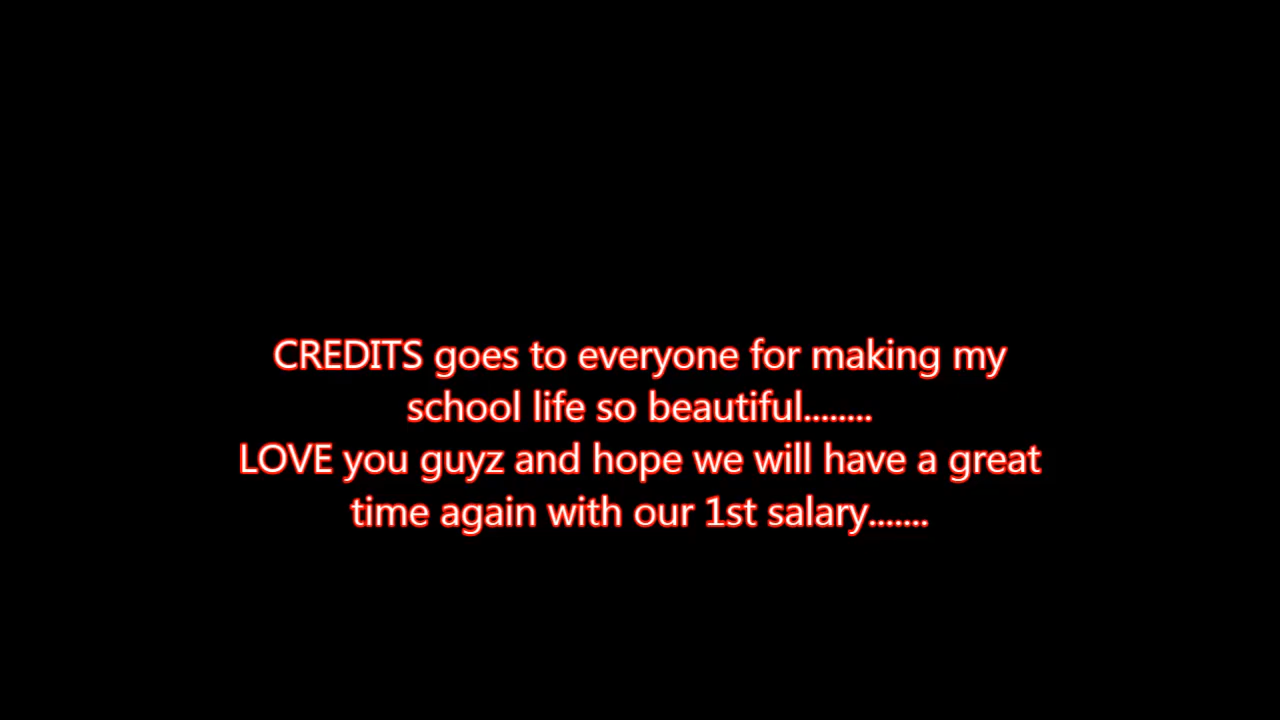 CREDITS goes to everyone for making my
school life so beautiful........
LOVE you guyz and hope we will have a great
time again with our 1st salary.......